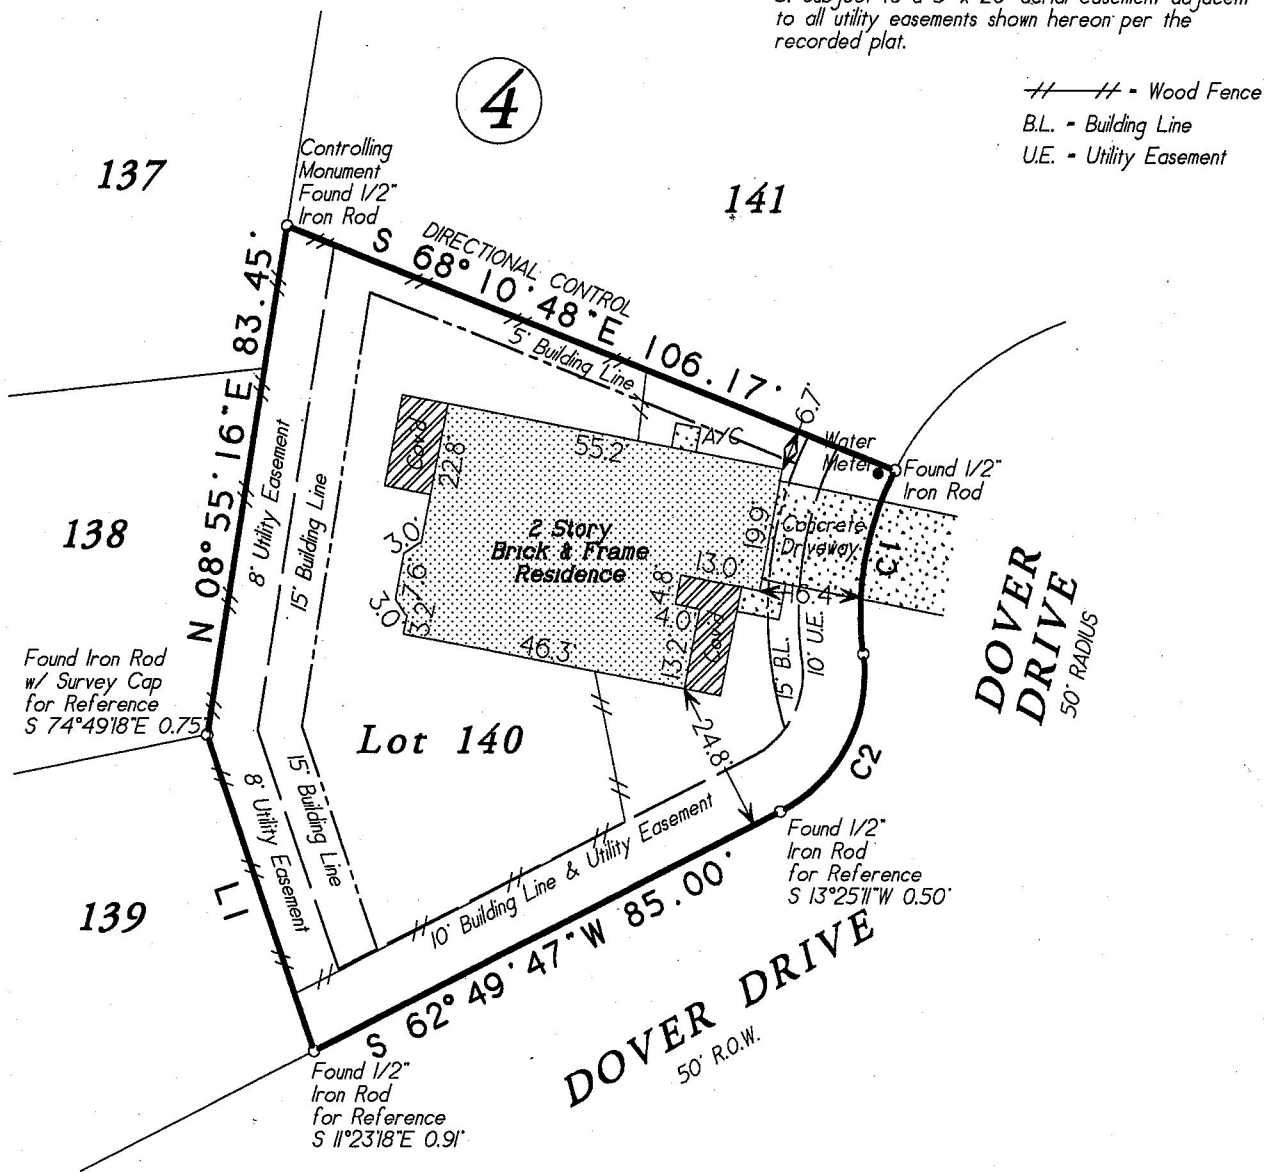 to all utility easements shown hereon per the
recorded plat.
Wood Fence
B.L. - Building Line
U.E. - Utility Easement
4
137
141
138
139
Controlling
Monument
Found 1/2"
Iron Rod
DIRECTIONAL CONTROL
S 68° 10' 48"E 106.17'
5' Building Line
N 08° 55' 16"E 83.45'
8' Utility Easement
15' Building Line
Cov'd
22.8
55.2'
A/C
6.7'
Water
Meter
Found 1/2"
Iron Rod
2 Story
Brick & Frame
Residence
19.9'
Concrete
Driveway
C1
3.0'
7.6
3.0'
3.2
46.3'
13.0'
4.8
4.0'
13.2
Cov'd
16.4'
15' B.L.
10' U.E.
DOVER
DRIVE
50' RADIUS
Found Iron Rod
w/ Survey Cap
for Reference
S 74°49'18"E 0.75'
Lot 140
24.8'
C2
8' Utility Easement
15' Building Line
L1
10' Building Line & Utility Easement
Found 1/2"
Iron Rod
for Reference
S 13°25'11"W 0.50'
S 62° 49' 47"W 85.00'
DOVER DRIVE
50' R.O.W.
Found 1/2"
Iron Rod
for Reference
S 11°23'18"E 0.91'